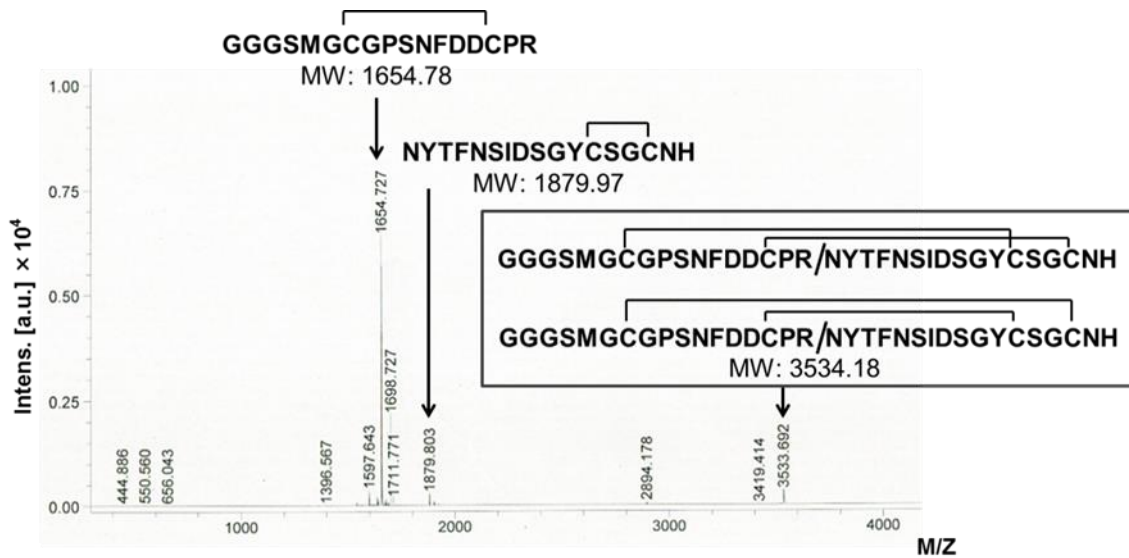 GGGSMGCGPSNFDDCPR
MW: 1654.78
NYTFNSIDSGYCSGCNH
MW: 1879.97
GGGSMGCGPSNFDDCPR/NYTFNSIDSGYCSGCNH
GGGSMGCGPSNFDDCPR/NYTFNSIDSGYCSGCNH
MW: 3534.18
Intens. [a.u.] × 10⁴
1.00
0.75
0.50
0.25
0.00
444.886
550.560
656.043
1396.567
1597.643
1654.727
1698.727
1711.771
1879.803
2894.178
3419.414
3533.692
1000
2000
3000
4000
M/Z